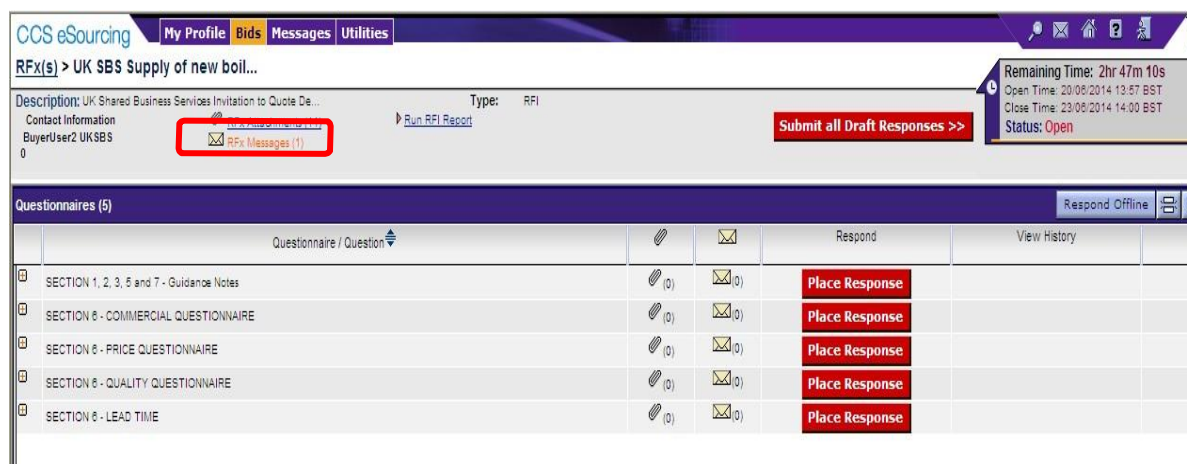 CCS eSourcing My Profile Bids Messages Utilities
RFx(s) > UK SBS Supply of new boil...
Remaining Time: 2hr 47m 10s
Open Time: 20/06/2014 13:57 BST
Close Time: 23/06/2014 14:00 BST
Status: Open
Description: UK Shared Business Services Invitation to Quote De... Type: RFI
Contact Information RFx Attachments (11) Run RFI Report
BuyerUser2 UKSBS RFx Messages (1)
0
Submit all Draft Responses >>
Questionnaires (5) Respond Offline
Questionnaire / Question Respond View History
SECTION 1, 2, 3, 5 and 7 - Guidance Notes (0) (0) Place Response
SECTION 6 - COMMERCIAL QUESTIONNAIRE (0) (0) Place Response
SECTION 6 - PRICE QUESTIONNAIRE (0) (0) Place Response
SECTION 6 - QUALITY QUESTIONNAIRE (0) (0) Place Response
SECTION 6 - LEAD TIME (0) (0) Place Response